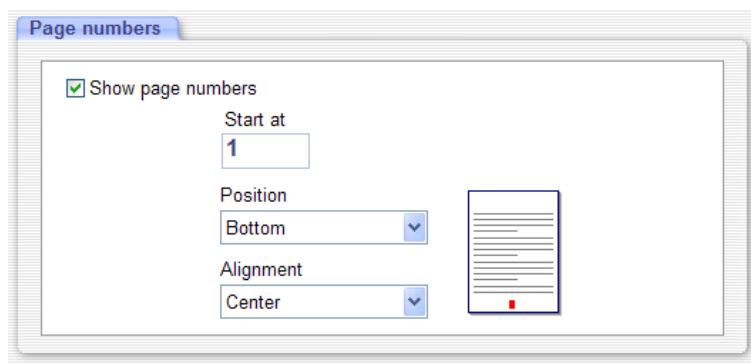 Page numbers
Show page numbers
Start at
1
Position
Bottom
Alignment
Center